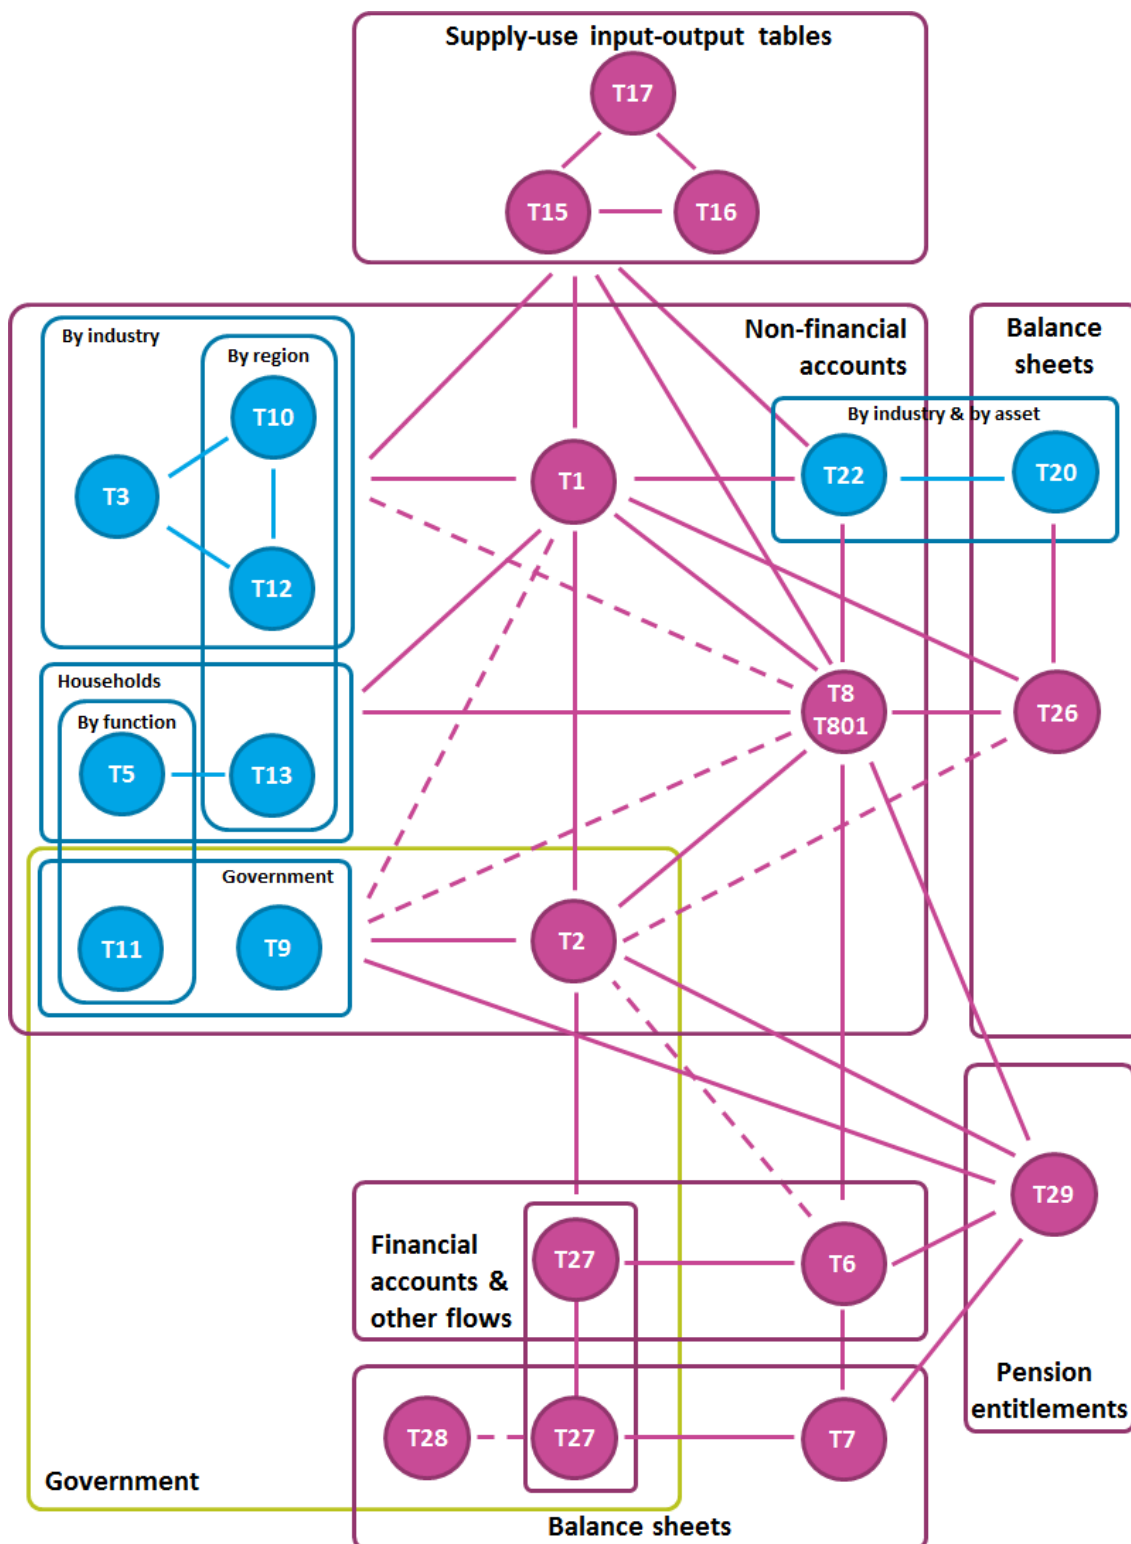 Supply-use input-output tables
T17
T15
T16
By industry
By region
Non-financial
accounts
Balance
sheets
By industry & by asset
T10
T3
T1
T22
T20
T12
Households
By function
T8
T801
T26
T5
T13
Government
T11
T9
T2
T29
Financial
accounts &
other flows
T27
T6
Pension
entitlements
T28
T27
T7
Government
Balance sheets